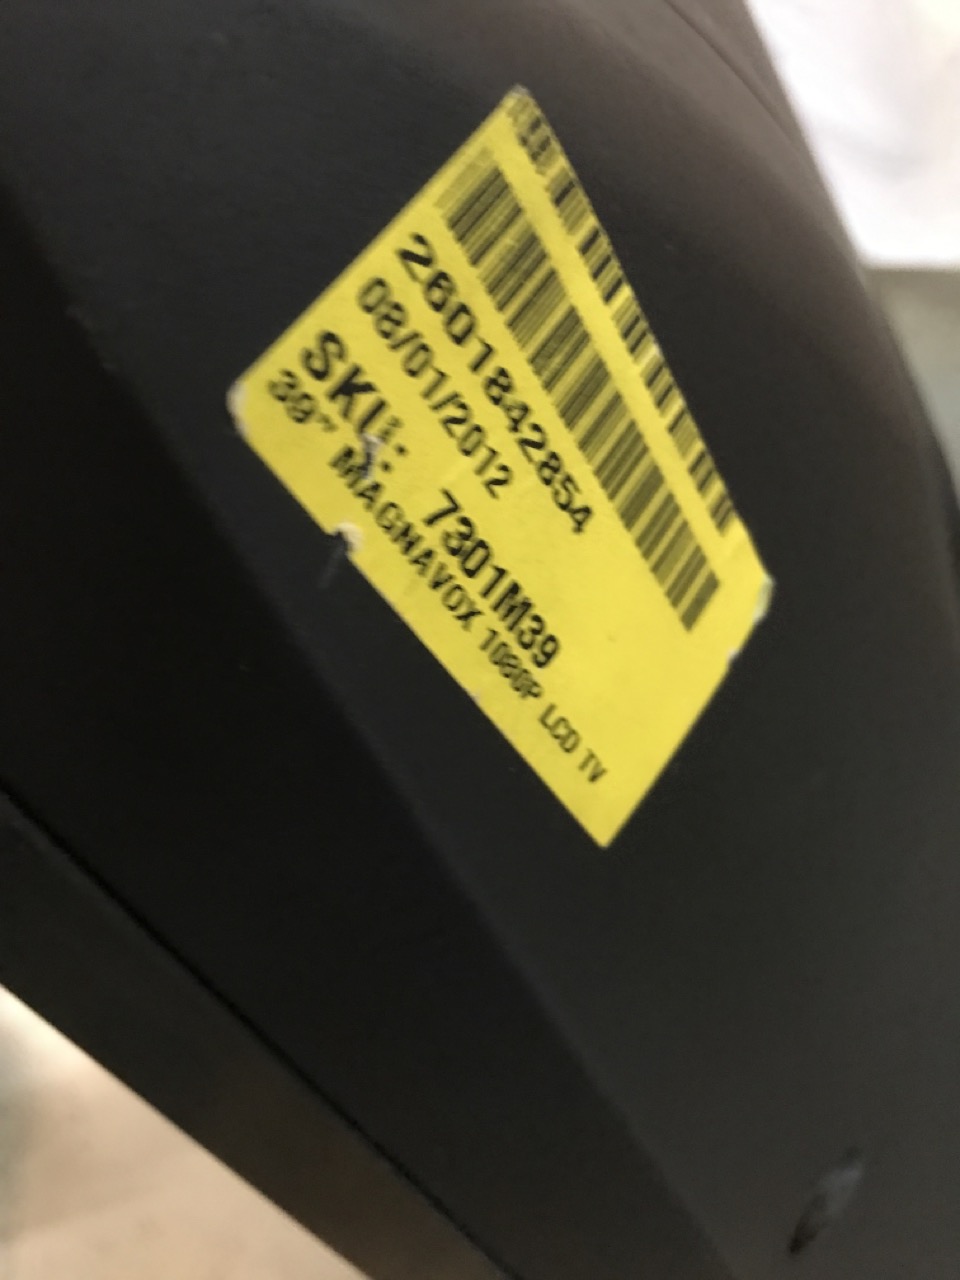 2601842854
08/01/2012
SKU: 7301M39
39" MAGNAVOX 1080P LCD TV